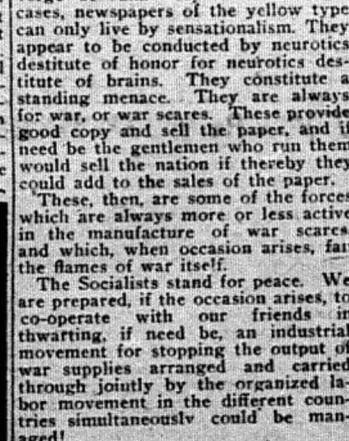 cases, newspapers of the yellow type
can only live by sensationalism. They
appear to be conducted by neurotics
destitute of honor for neurotics des-
titute of brains. They constitute a
standing menace. They are always
for war, or war scares. These provide
good copy and sell the paper, and if
need be the gentlemen who run them
would sell the nation if thereby they
could add to the sales of the paper.
These, then, are some of the forces
which are always more or less active
in the manufacture of war scares
and which, when occasion arises, fan
the flames of war itself.
The Socialists stand for peace. We
are prepared, if the occasion arises, to
co-operate with our friends in
thwarting, if need be, an industrial
movement for stopping the output of
war supplies arranged and carried
through jointly by the organized la-
bor movement in the different coun-
tries simultaneously could be man-
aged!